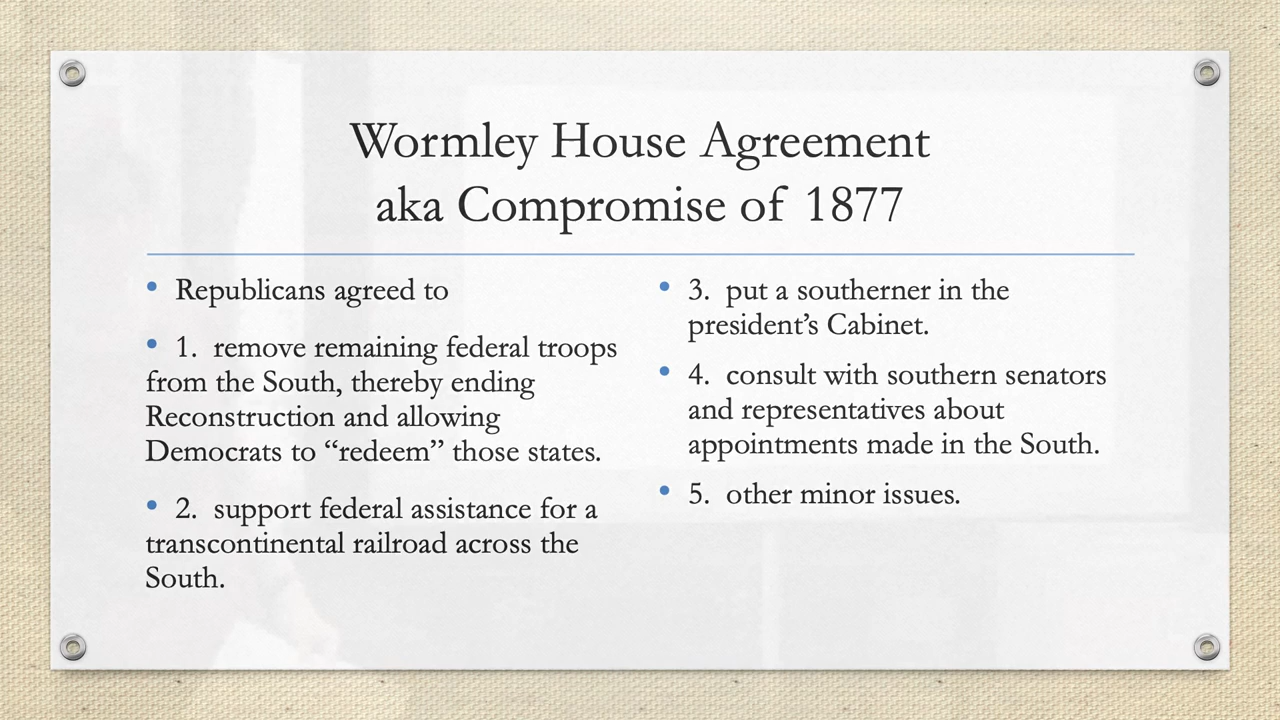 Wormley House Agreement
aka Compromise of 1877
• Republicans agreed to
• 1.  remove remaining federal troops
from the South, thereby ending
Reconstruction and allowing
Democrats to “redeem” those states.
• 2.  support federal assistance for a
transcontinental railroad across the
South.
• 3.  put a southerner in the
president’s Cabinet.
• 4.  consult with southern senators
and representatives about
appointments made in the South.
• 5.  other minor issues.